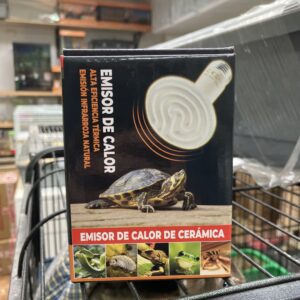 EMISOR DE CALOR
ALTA EFICIENCIA TÉRMICA
EMISIÓN INFRARROJA NATURAL
EMISOR DE CALOR DE CERÁMICA